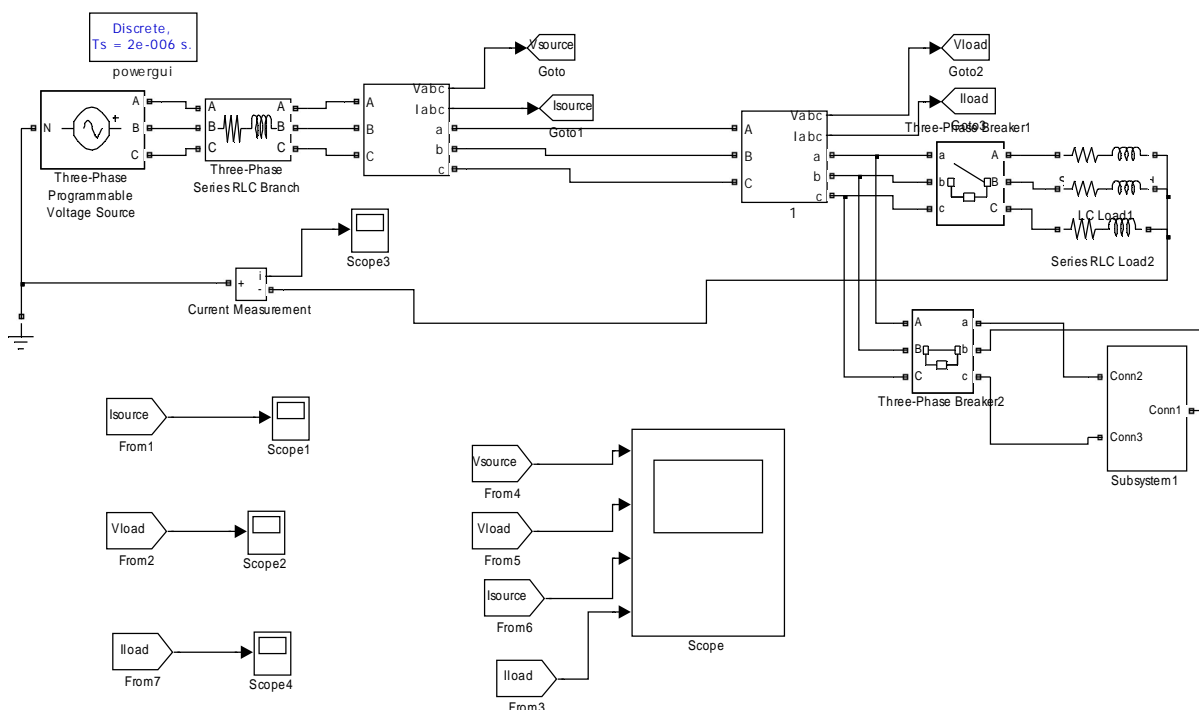 Discrete,
Ts = 2e-006 s.
powergui
N
A
B
C
+
Three-Phase
Programmable
Voltage Source
A
B
C
A
B
C
Three-Phase
Series RLC Branch
A
B
C
Vabc
Iabc
a
b
c
Vsource
Goto
Isource
Goto1
A
B
C
Vabc
Iabc
a
b
c
1
Vload
Goto2
Iload
Goto3
Three-Phase Breaker1
a
b
c
A
B
C
LC Load1
Series RLC Load2
Scope3
+
i
-
Current Measurement
A
B
C
a
b
c
Three-Phase Breaker2
Conn2
Conn3
Conn1
Subsystem1
Isource
From1
Scope1
Vload
From2
Scope2
Iload
From7
Scope4
Vsource
From4
Vload
From5
Isource
From6
Iload
From3
Scope